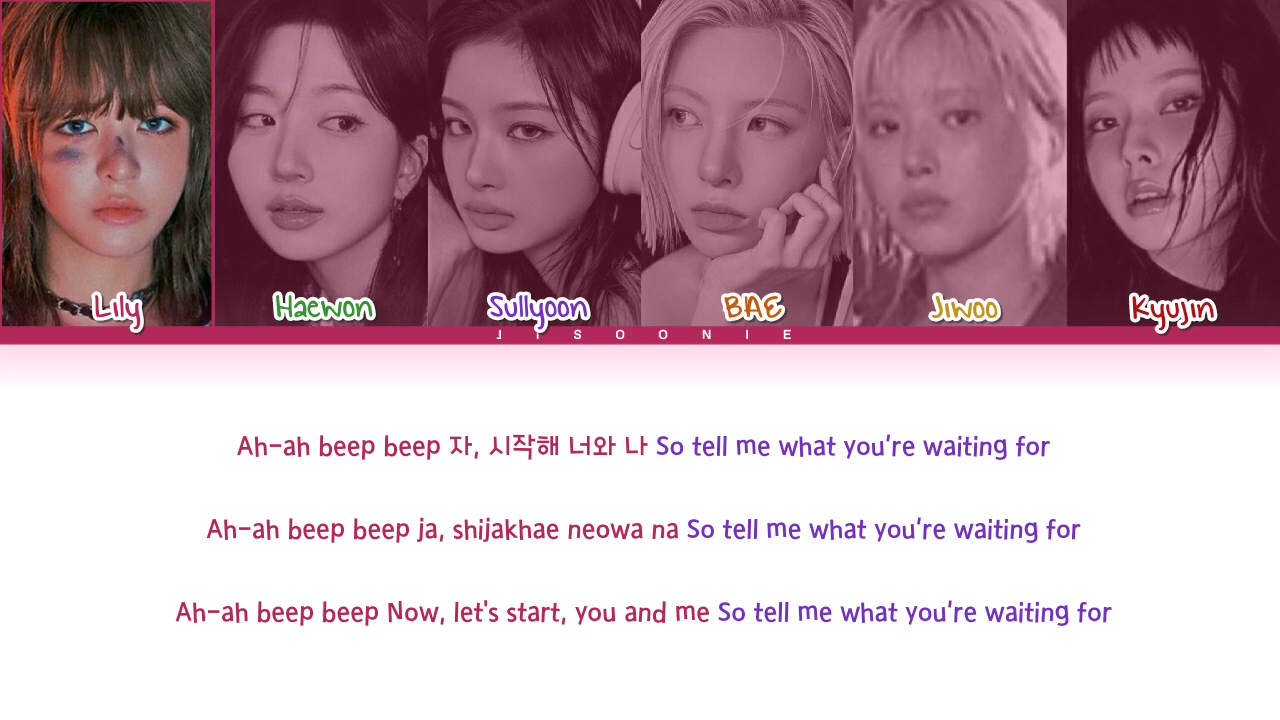 Lily Haewon Sullyoon BAE Jiwoo Kyujin
JISOONIE
Ah-ah beep beep 자, 시작해 너와 나 So tell me what you're waiting for
Ah-ah beep beep ja, shijakhae neowa na So tell me what you're waiting for
Ah-ah beep beep Now, let's start, you and me So tell me what you're waiting for